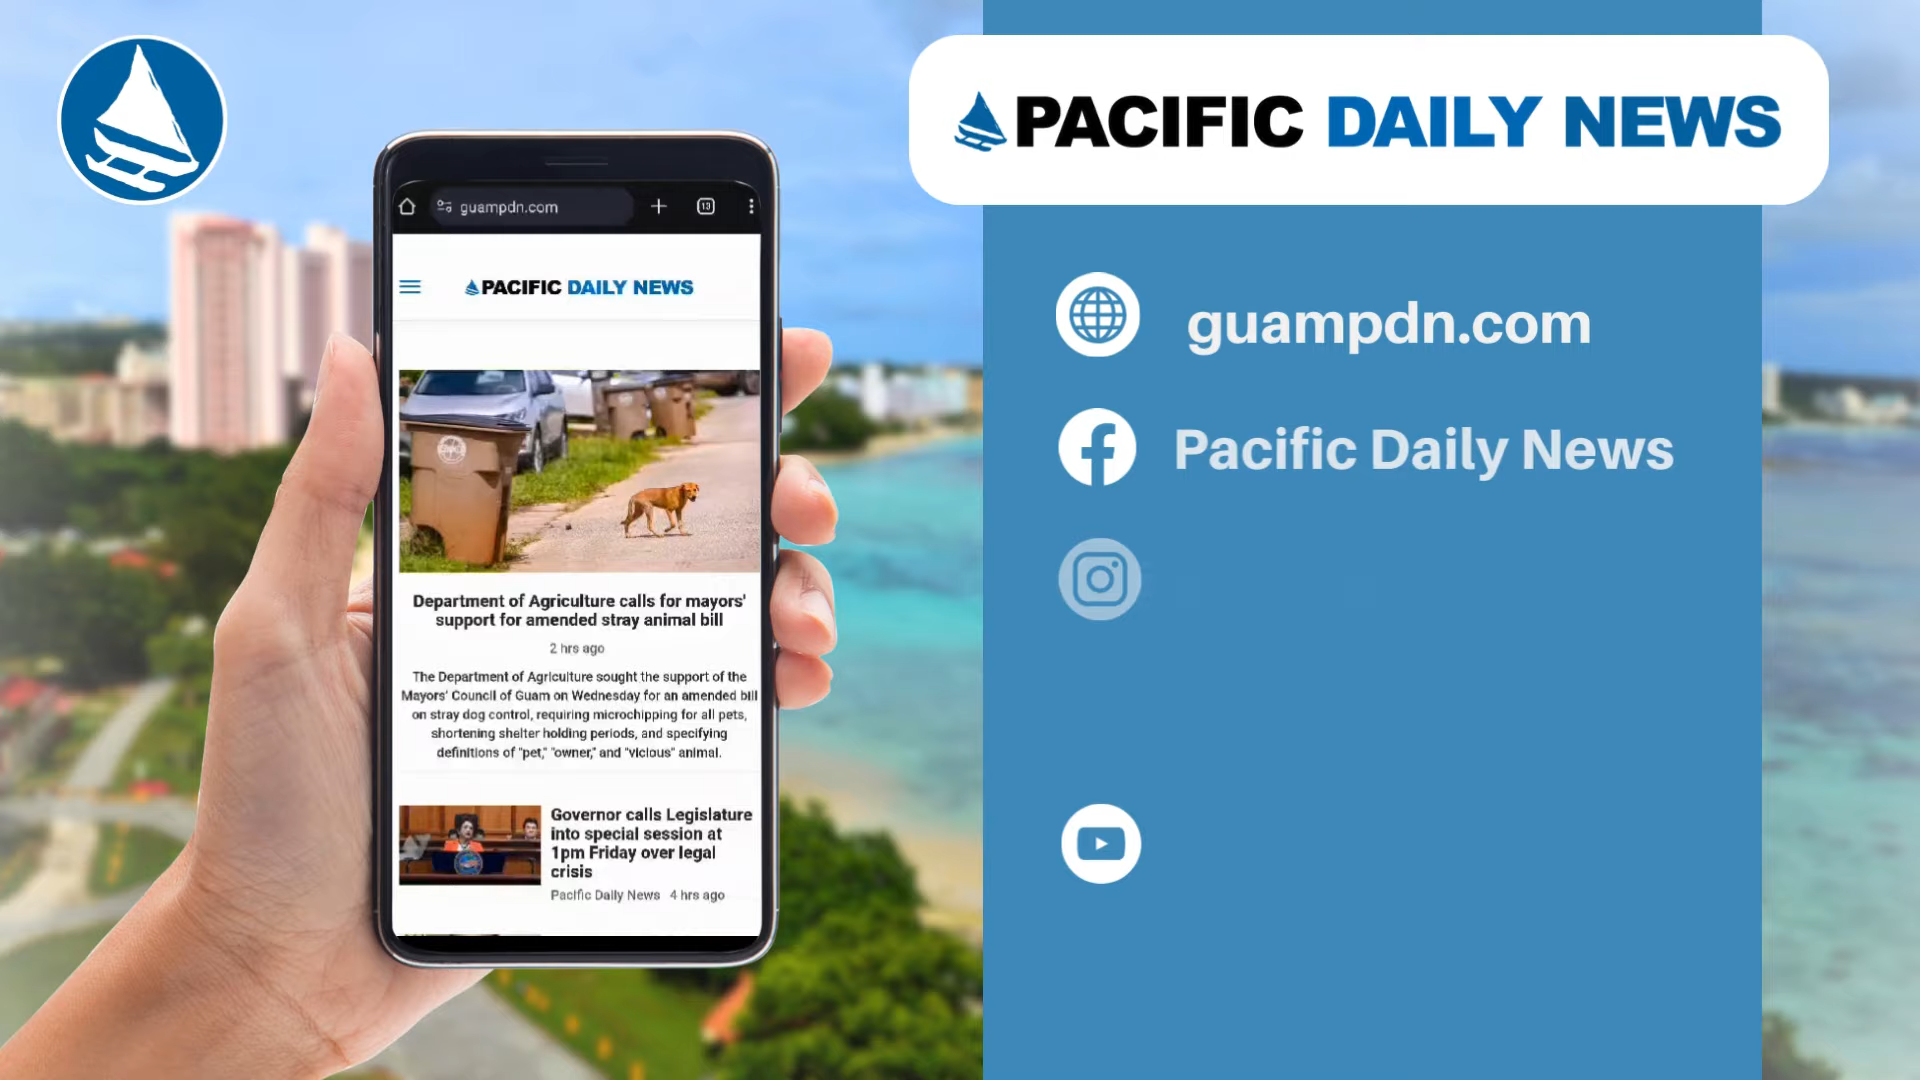 PACIFIC DAILY NEWS
guampdn.com
13
PACIFIC DAILY NEWS
Department of Agriculture calls for mayors'
support for amended stray animal bill
2 hrs ago
The Department of Agriculture sought the support of the
Mayors' Council of Guam on Wednesday for an amended bill
on stray dog control, requiring microchipping for all pets,
shortening shelter holding periods, and specifying
definitions of "pet," "owner," and "vicious" animal.
Governor calls Legislature
into special session at
1pm Friday over legal
crisis
Pacific Daily News 4 hrs ago
guampdn.com
Pacific Daily News